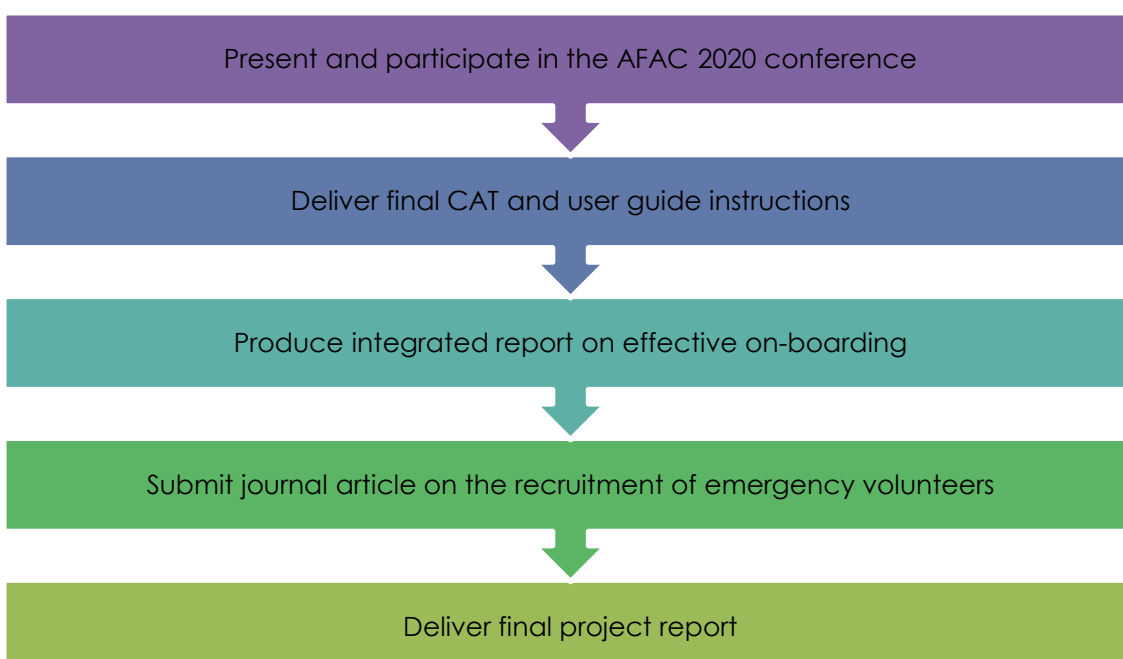 Present and participate in the AFAC 2020 conference
Deliver final CAT and user guide instructions
Produce integrated report on effective on-boarding
Submit journal article on the recruitment of emergency volunteers
Deliver final project report